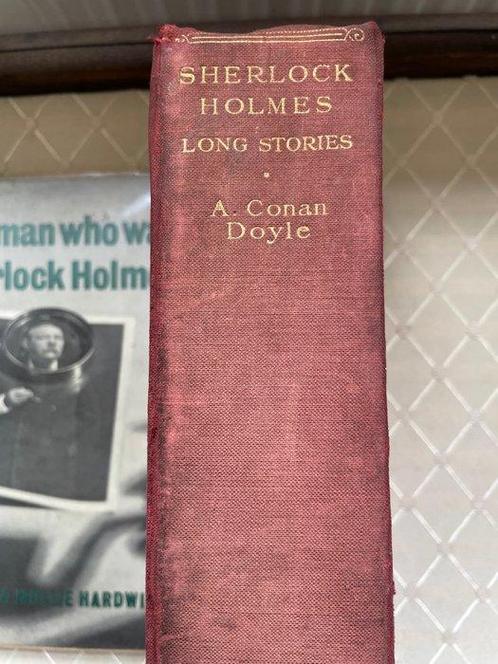 SHERLOCK
HOLMES
LONG STORIES
A. Conan
Doyle
man who wa
rlock Holm
HARDWI